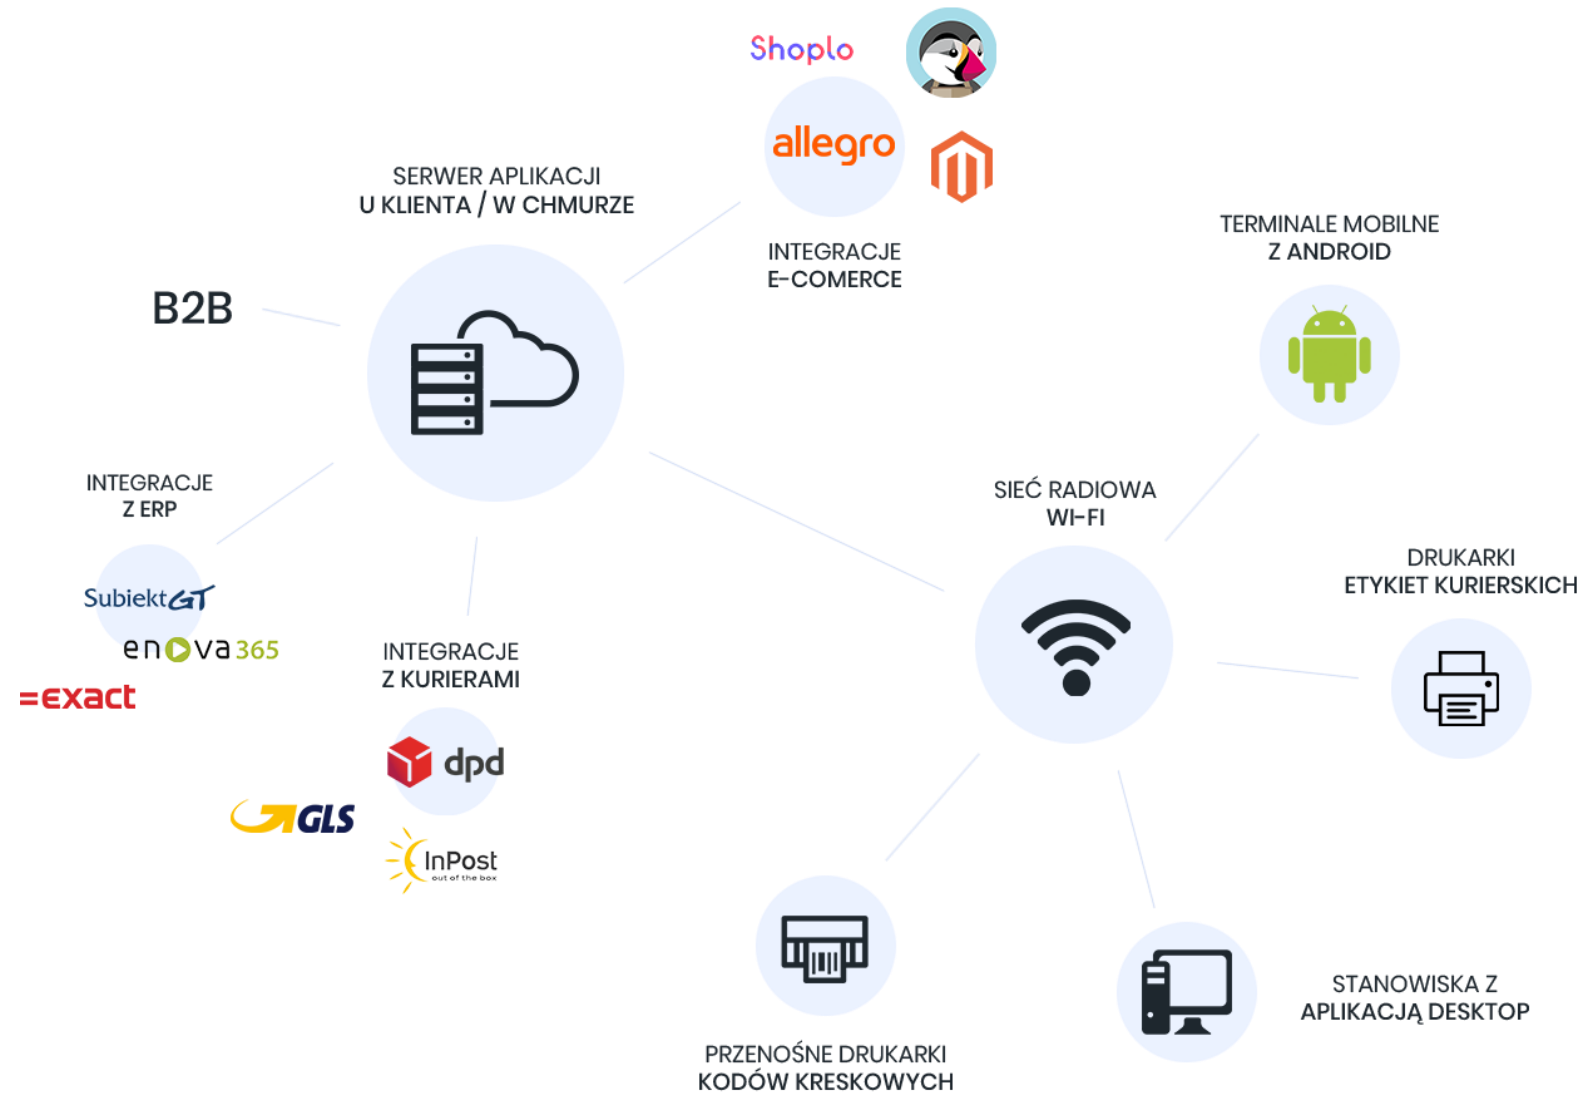 Shoplo
allegro
INTEGRACJE
E-COMERCE
SERWER APLIKACJI
U KLIENTA / W CHMURZE
B2B
TERMINALE MOBILNE
Z ANDROID
INTEGRACJE
Z ERP
SubiektGT
enova365
=exact
INTEGRACJE
Z KURIERAMI
dpd
GLS
InPost
out of the box
SIEĆ RADIOWA
WI-FI
DRUKARKI
ETYKIET KURIERSKICH
PRZENOŚNE DRUKARKI
KODÓW KRESKOWYCH
STANOWISKA Z
APLIKACJĄ DESKTOP